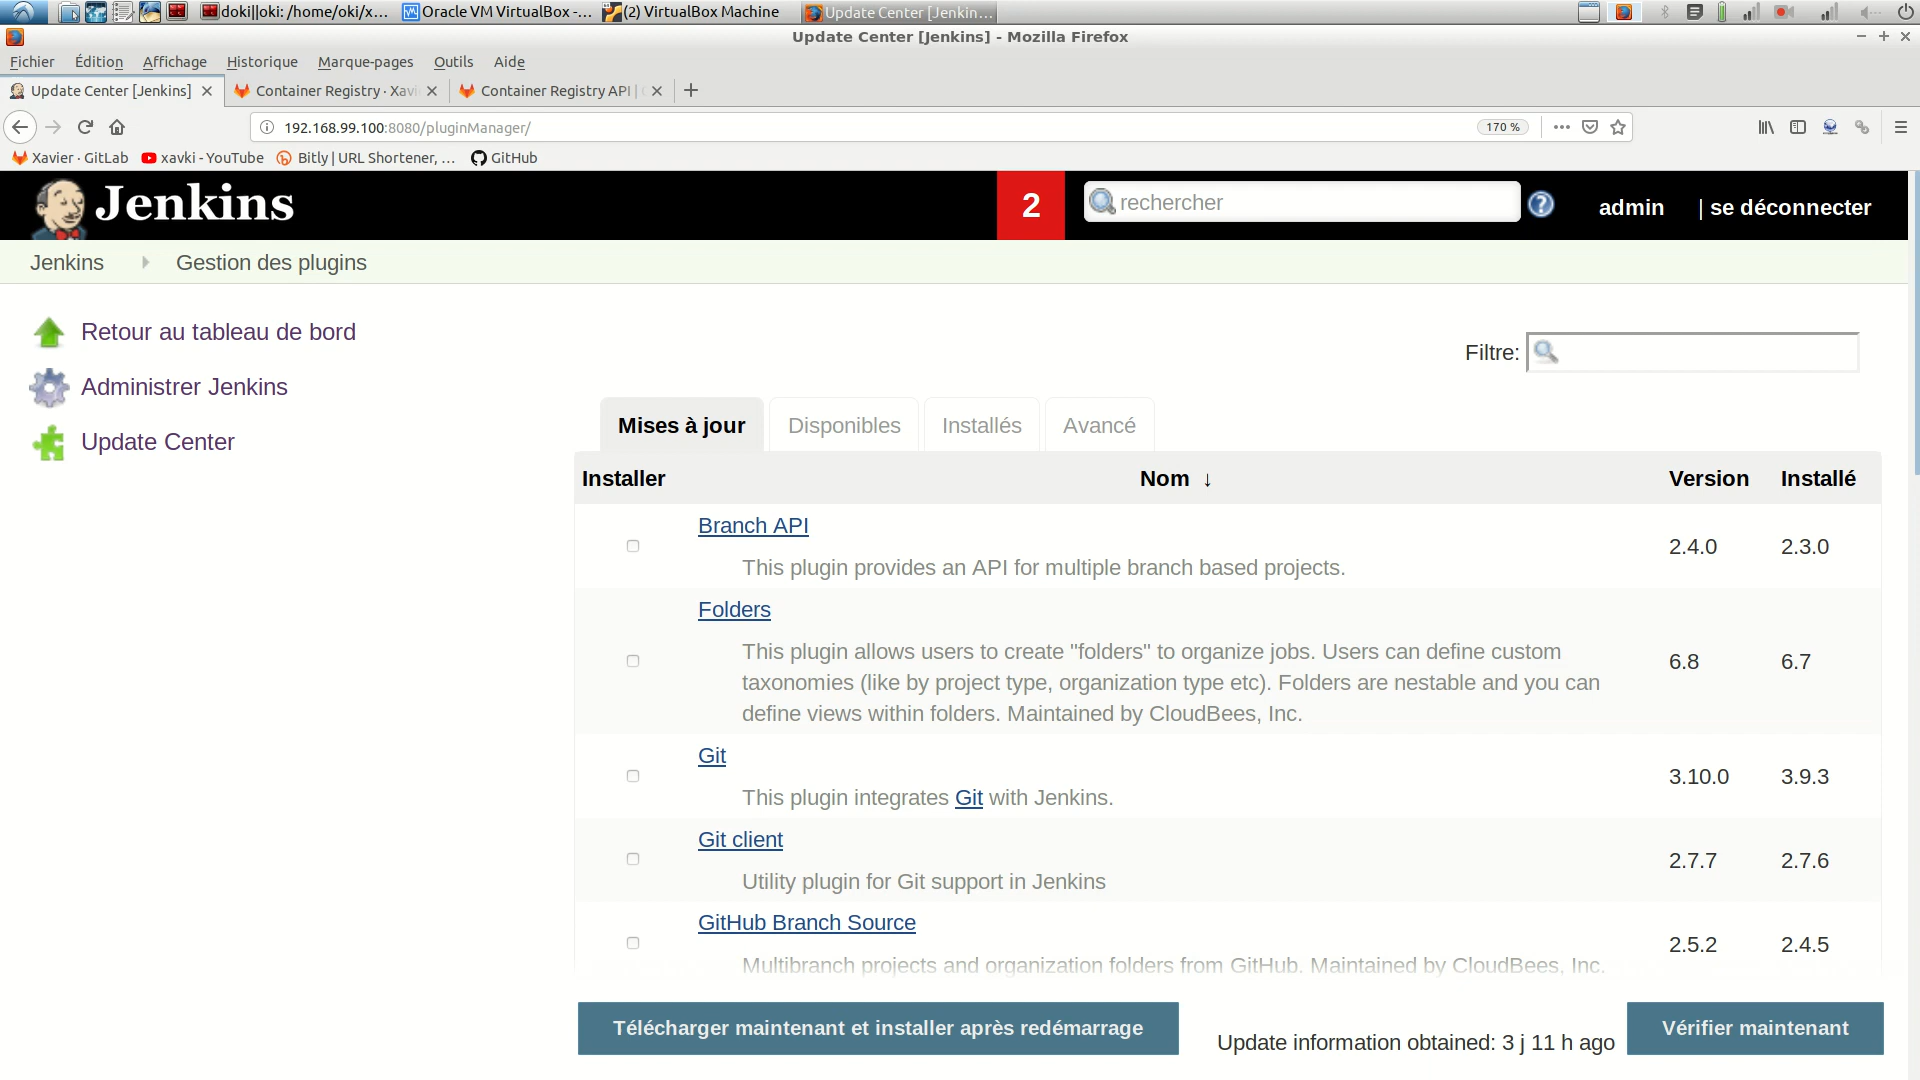 doki||oki: /home/oki/x... Oracle VM VirtualBox -... (2) VirtualBox Machine Update Center [Jenkin...
Update Center [Jenkins] - Mozilla Firefox
Fichier Édition Affichage Historique Marque-pages Outils Aide
Update Center [Jenkins] Container Registry · Xavi Container Registry API |
192.168.99.100:8080/pluginManager/ 170 %
Xavier · GitLab xavki - YouTube Bitly | URL Shortener, ... GitHub
Jenkins 2 rechercher admin | se déconnecter
Jenkins Gestion des plugins
Retour au tableau de bord
Filtre:
Administrer Jenkins
Update Center
Mises à jour Disponibles Installés Avancé
Installer Nom ↓ Version Installé
Branch API
This plugin provides an API for multiple branch based projects.
2.4.0 2.3.0
Folders
This plugin allows users to create "folders" to organize jobs. Users can define custom
taxonomies (like by project type, organization type etc). Folders are nestable and you can
define views within folders. Maintained by CloudBees, Inc.
6.8 6.7
Git
This plugin integrates Git with Jenkins.
3.10.0 3.9.3
Git client
Utility plugin for Git support in Jenkins
2.7.7 2.7.6
GitHub Branch Source
Multibranch projects and organization folders from GitHub. Maintained by CloudBees, Inc.
2.5.2 2.4.5
Télécharger maintenant et installer après redémarrage
Update information obtained: 3 j 11 h ago
Vérifier maintenant